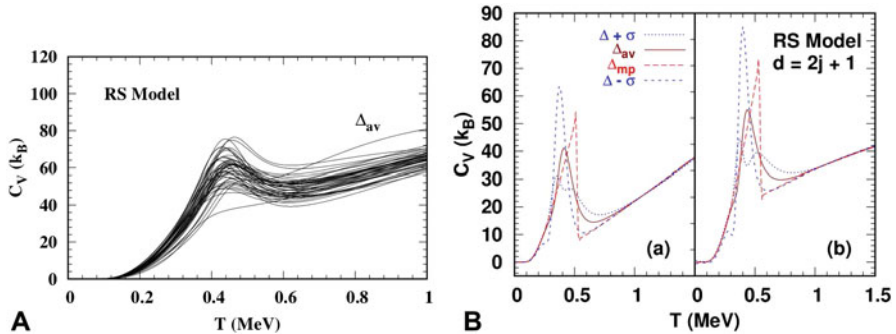 120
100
80
60
40
20
0
C_V (k_B)
RS Model
Δ_av
0 0.2 0.4 0.6 0.8 1
T (MeV)
A
90
80
70
60
50
40
30
20
10
0
C_V (k_B)
Δ + σ
Δ_av
Δ_mp
Δ - σ
RS Model
d = 2j + 1
(a)
(b)
0 0.5 1 0 0.5 1 1.5
T (MeV)
B